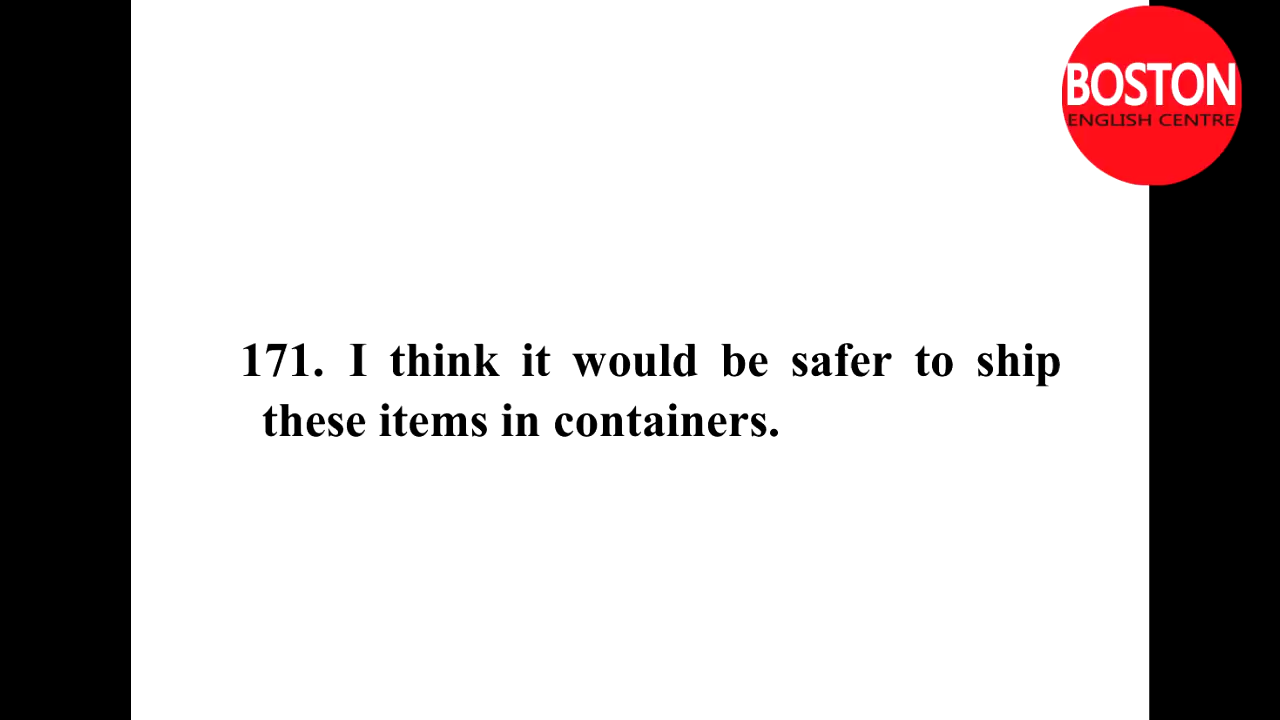 BOSTON
ENGLISH CENTRE
171. I think it would be safer to ship
these items in containers.